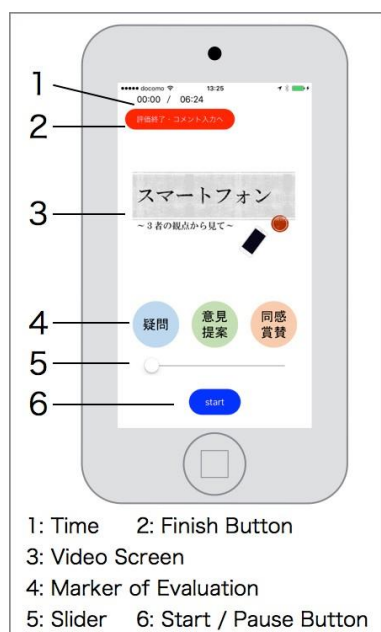 docomo 13:25
1
00:00 / 06:24
2
評価終了・コメント入力へ
スマートフォン
3
~3者の観点から見て~
4
疑問
意見
提案
同感
賞賛
5
6
start
1: Time 2: Finish Button
3: Video Screen
4: Marker of Evaluation
5: Slider 6: Start / Pause Button